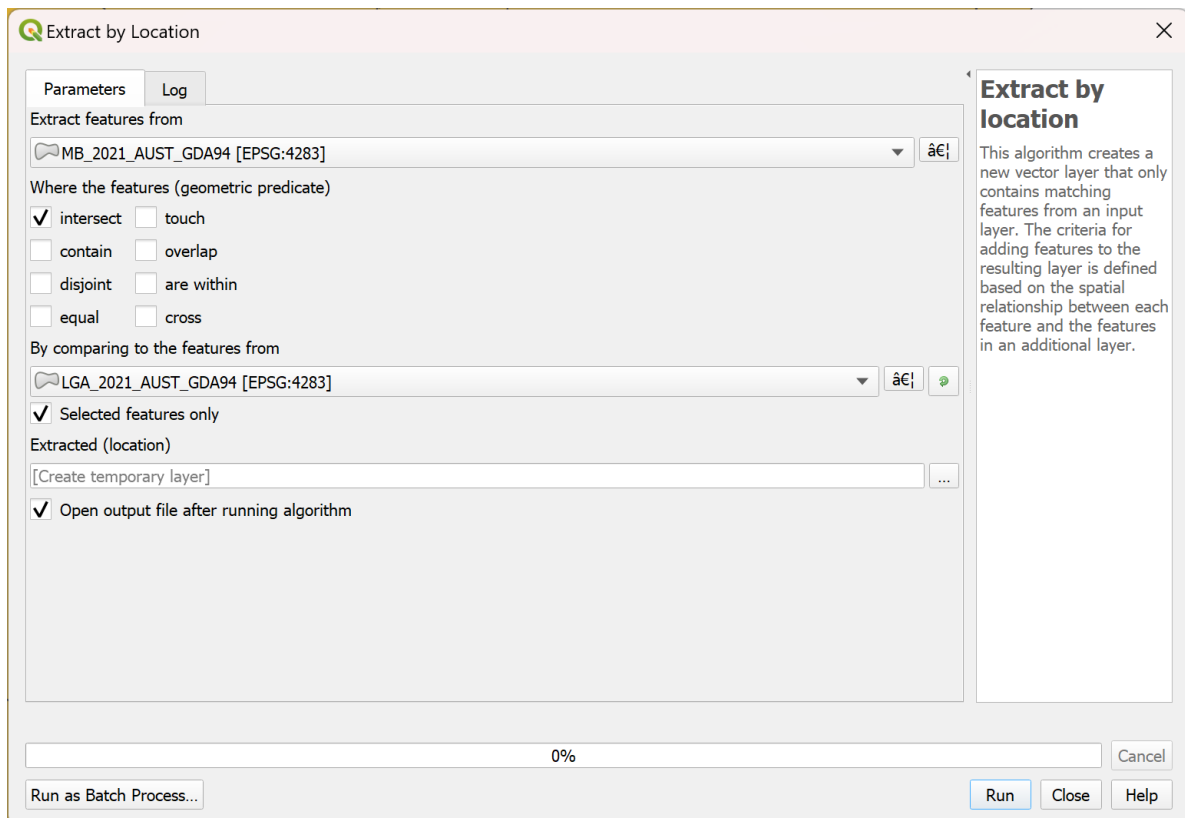 Extract by Location
Parameters
Log
Extract features from
MB_2021_AUST_GDA94 [EPSG:4283]
â€¦
Where the features (geometric predicate)
intersect
touch
contain
overlap
disjoint
are within
equal
cross
By comparing to the features from
LGA_2021_AUST_GDA94 [EPSG:4283]
â€¦
Selected features only
Extracted (location)
[Create temporary layer]
...
Open output file after running algorithm
Extract by
location
This algorithm creates a
new vector layer that only
contains matching
features from an input
layer. The criteria for
adding features to the
resulting layer is defined
based on the spatial
relationship between each
feature and the features
in an additional layer.
0%
Cancel
Run as Batch Process...
Run
Close
Help